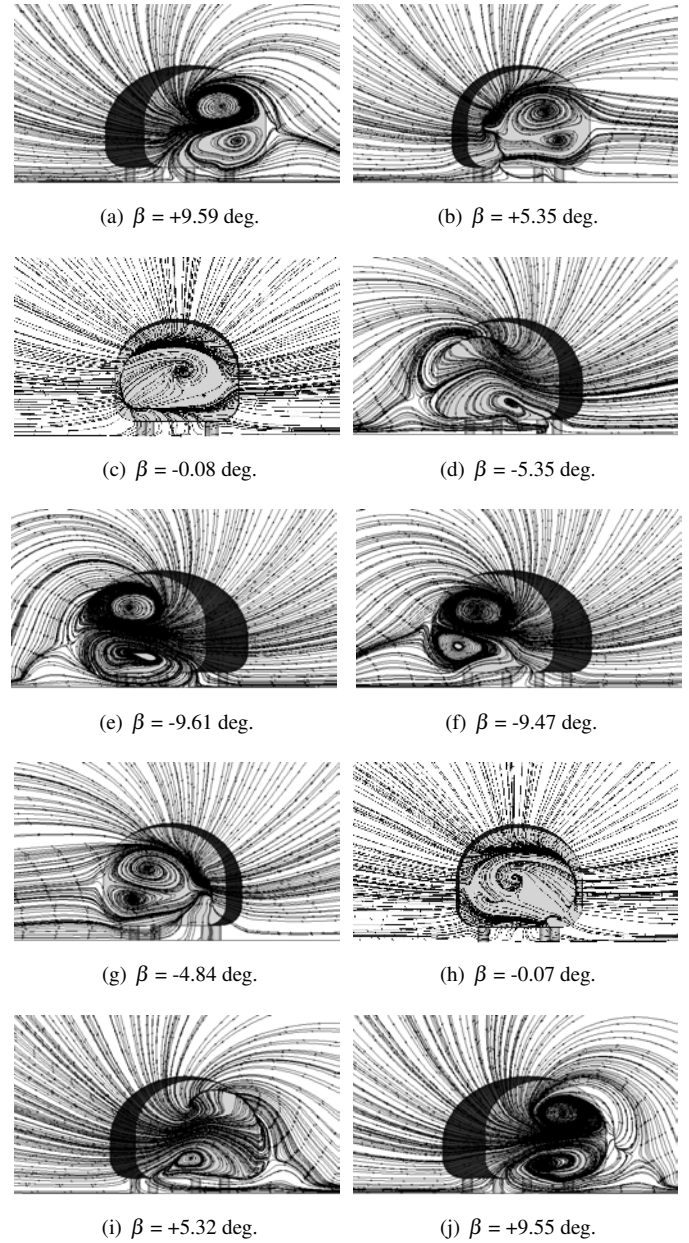 (a) β = +9.59 deg.
(b) β = +5.35 deg.
(c) β = -0.08 deg.
(d) β = -5.35 deg.
(e) β = -9.61 deg.
(f) β = -9.47 deg.
(g) β = -4.84 deg.
(h) β = -0.07 deg.
(i) β = +5.32 deg.
(j) β = +9.55 deg.